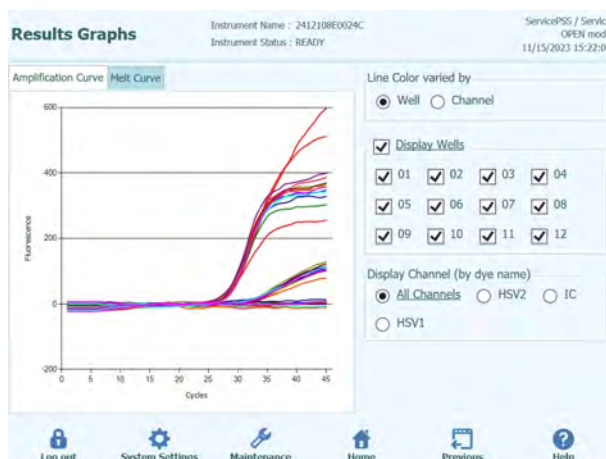 Results Graphs
Instrument Name : 2412108E0024C
Instrument Status : READY
ServicePSS / Servic
OPEN mod
11/15/2023 15:22:0
Amplification Curve Melt Curve
Fluorescence
600
400
200
0
-200
0 5 10 15 20 25 30 35 40 45
Cycles
Line Color varied by
Well Channel
Display Wells
01 02 03 04
05 06 07 08
09 10 11 12
Display Channel (by dye name)
All Channels HSV2 IC
HSV1
Log out System Settings Maintenance Home Previous Help